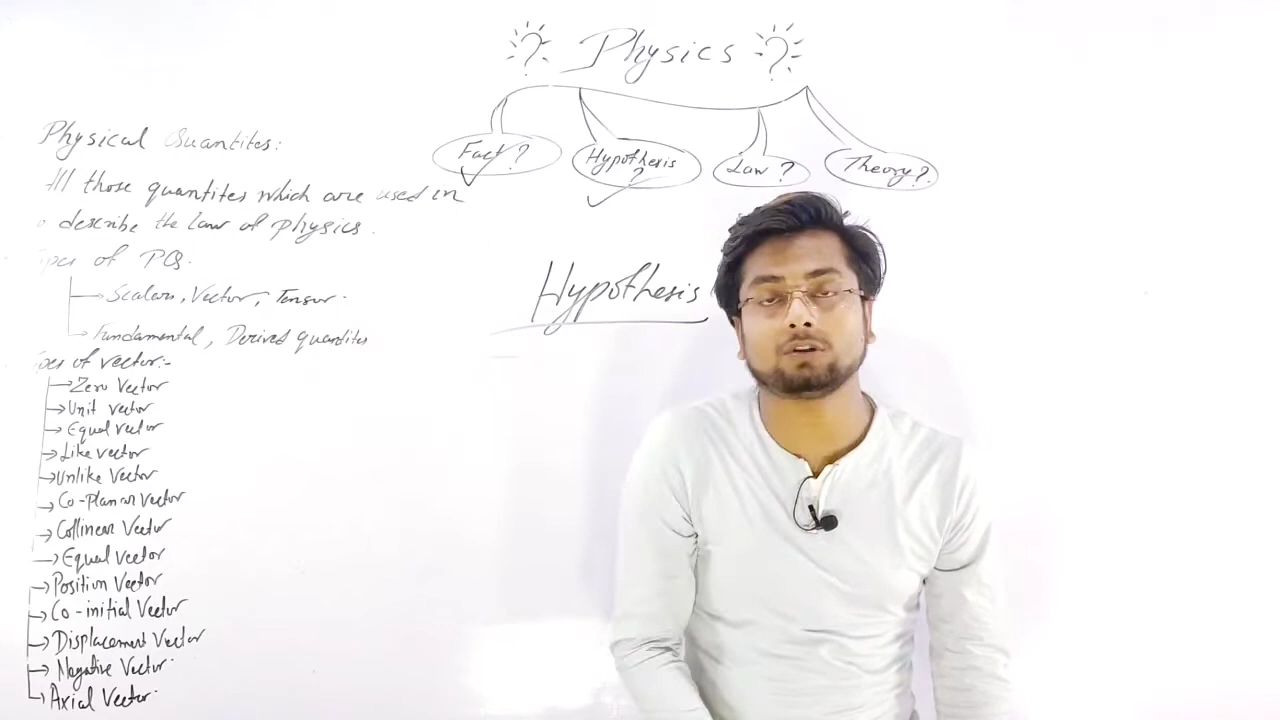 ? Physics ?
Fact? Hypothesis ? Law? Theory?
Physical Quantites:
All those quantites which are used in
describe the law of physics.
of PQs.
Scalars, Vector, Tensor.
Fundamental, Derived quantites
of vector:-
Zero Vector
Unit vector
Equal vector
Like vector
Unlike Vector
Co-planar Vector
Collinear Vector
Equal Vector
Position Vector
Co-initial Vector
Displacement Vector
Negative Vector.
Axial Vector.
Hypothesis